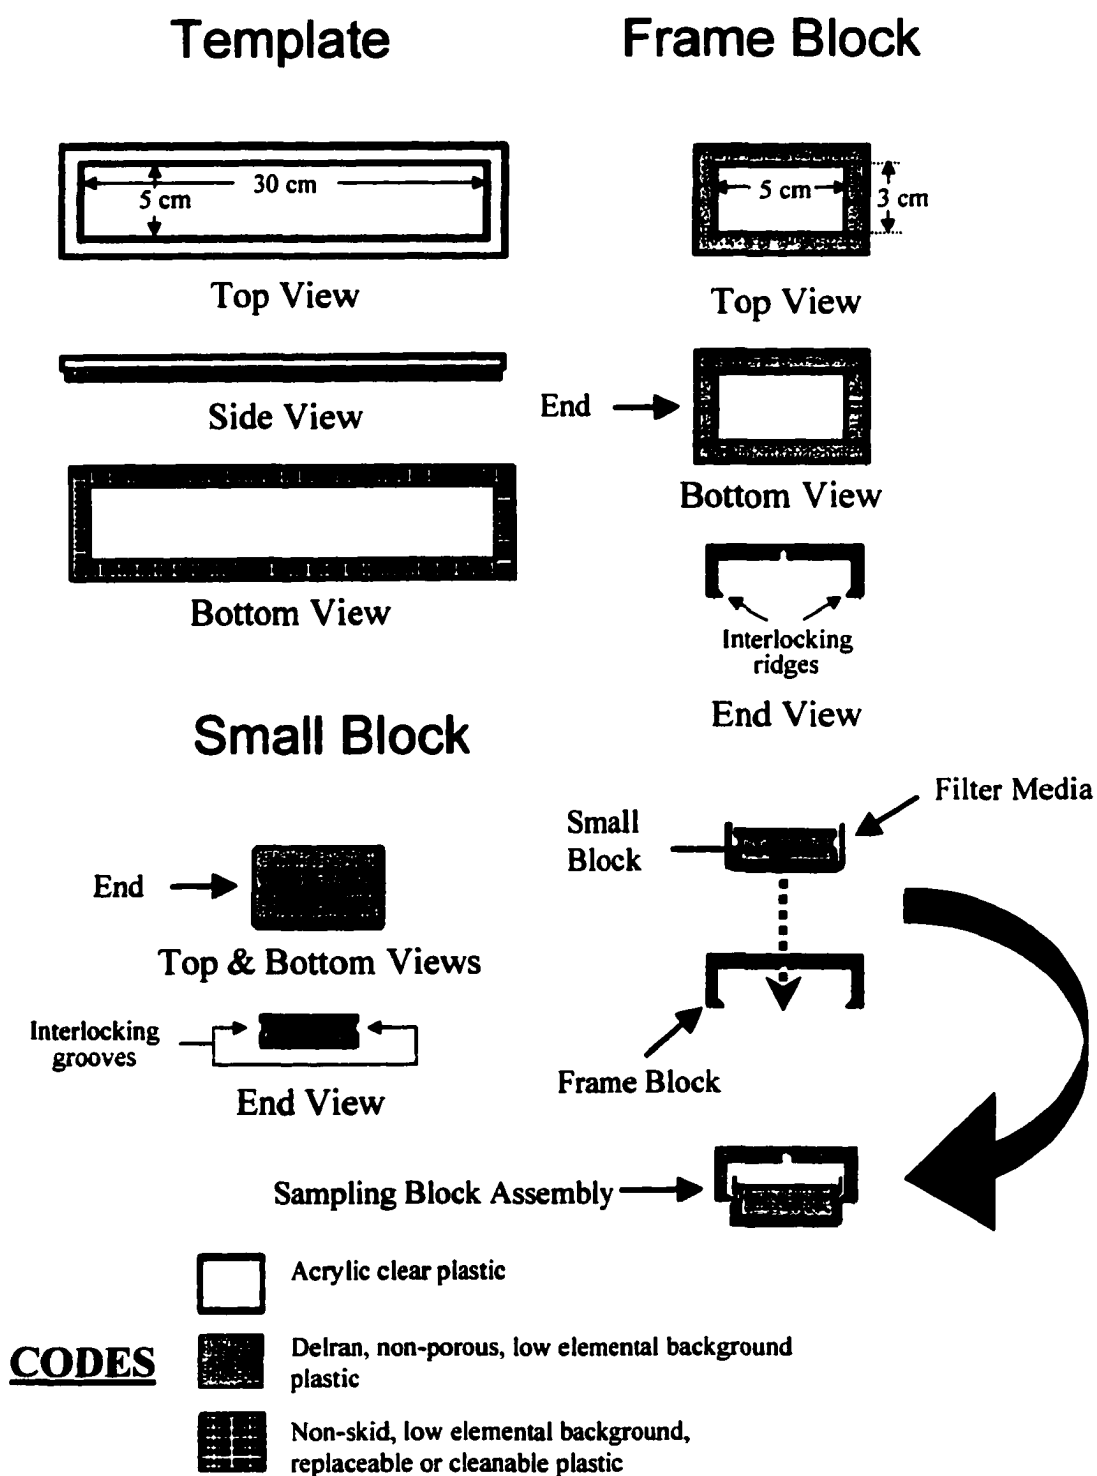 Template
30 cm
5 cm
Top View
Side View
Bottom View
Frame Block
5 cm
3 cm
Top View
End
Bottom View
Interlocking
ridges
End View
Small Block
End
Top & Bottom Views
Interlocking
grooves
End View
Filter Media
Small
Block
Frame Block
Sampling Block Assembly
CODES
Acrylic clear plastic
Delran, non-porous, low elemental background
plastic
Non-skid, low elemental background,
replaceable or cleanable plastic